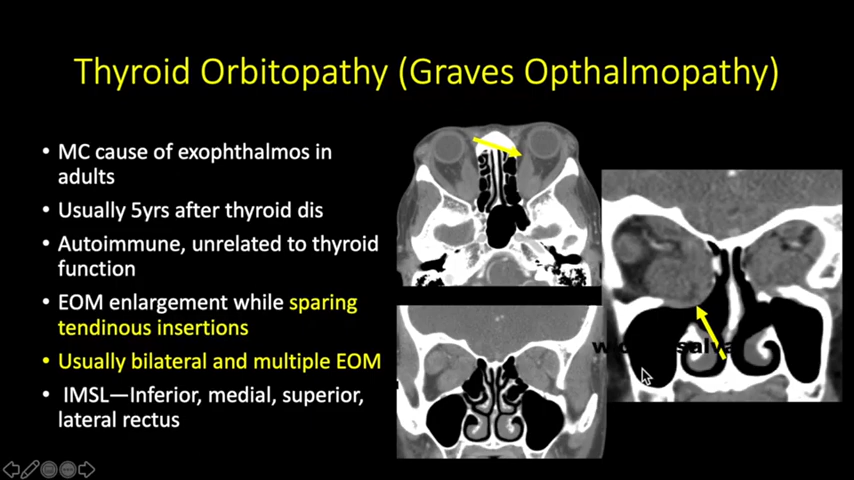 Thyroid Orbitopathy (Graves Opthalmopathy)
• MC cause of exophthalmos in
adults
• Usually 5yrs after thyroid dis
• Autoimmune, unrelated to thyroid
function
• EOM enlargement while sparing
tendinous insertions
• Usually bilateral and multiple EOM
• IMSL—Inferior, medial, superior,
lateral rectus